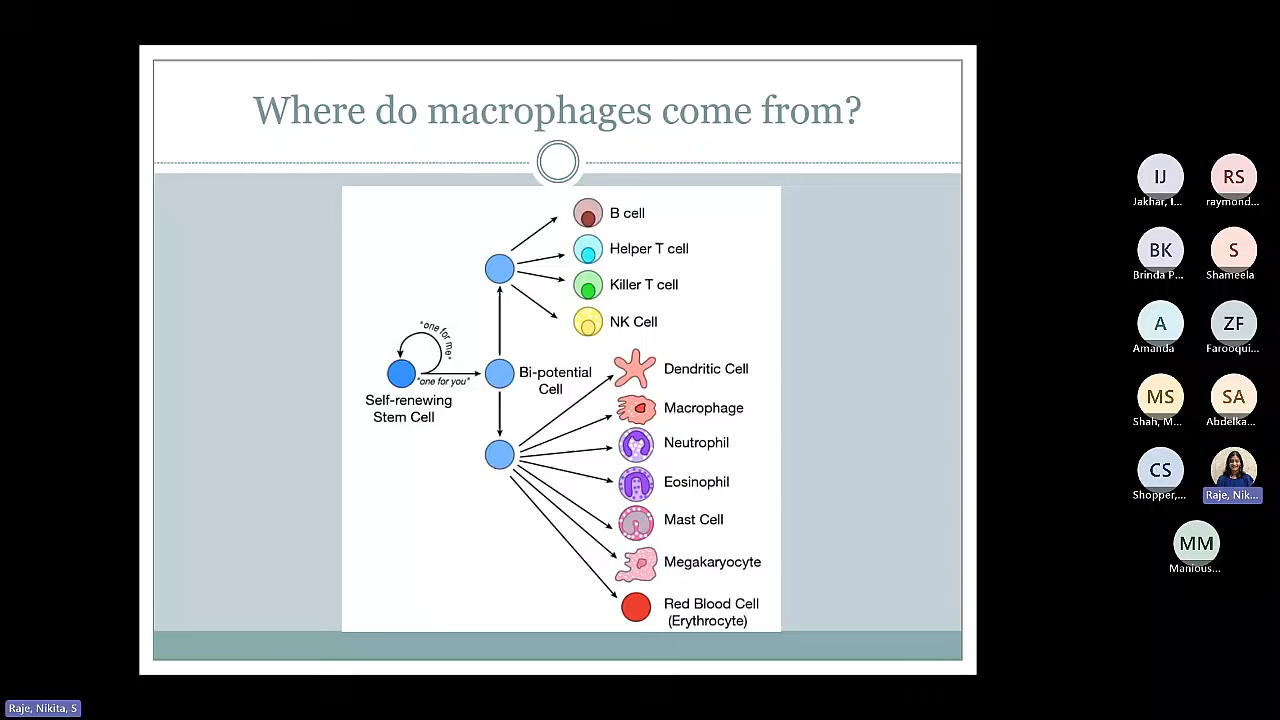 Where do macrophages come from?
B cell
Helper T cell
Killer T cell
NK Cell
"one for me"
"one for you"
Self-renewing
Stem Cell
Bi-potential
Cell
Dendritic Cell
Macrophage
Neutrophil
Eosinophil
Mast Cell
Megakaryocyte
Red Blood Cell
(Erythrocyte)
IJ
Jakhar, I...
RS
raymond...
BK
Brinda P...
S
Shameela
A
Amanda
ZF
Farooqui...
MS
Shah, M...
SA
Abdelka...
CS
Shopper,...
Raje, Nik...
MM
Manious...
Raje, Nikita, S